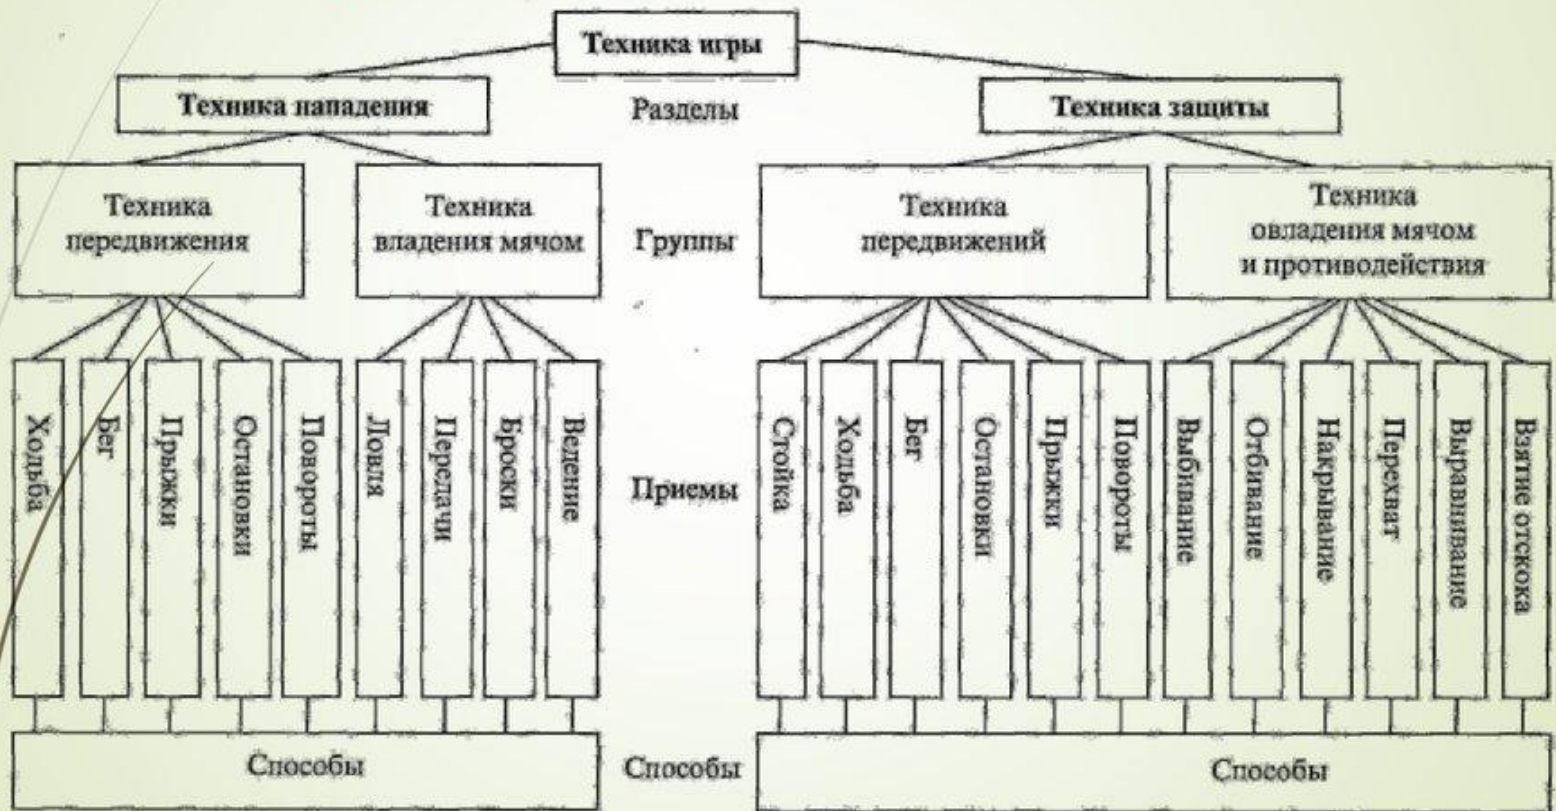 Техника игры
Техника нападения
Разделы
Техника защиты
Техника
передвижения
Техника
владения мячом
Группы
Техника
передвижений
Техника
овладения мячом
и противодействия
Ходьба
Бег
Прыжки
Остановки
Повороты
Ловля
Передачи
Броски
Ведение
Приемы
Стойка
Ходьба
Бег
Остановки
Прыжки
Повороты
Выбивание
Отбивание
Накрывание
Перехват
Выравнивание
Взятие отскока
Способы
Способы
Способы